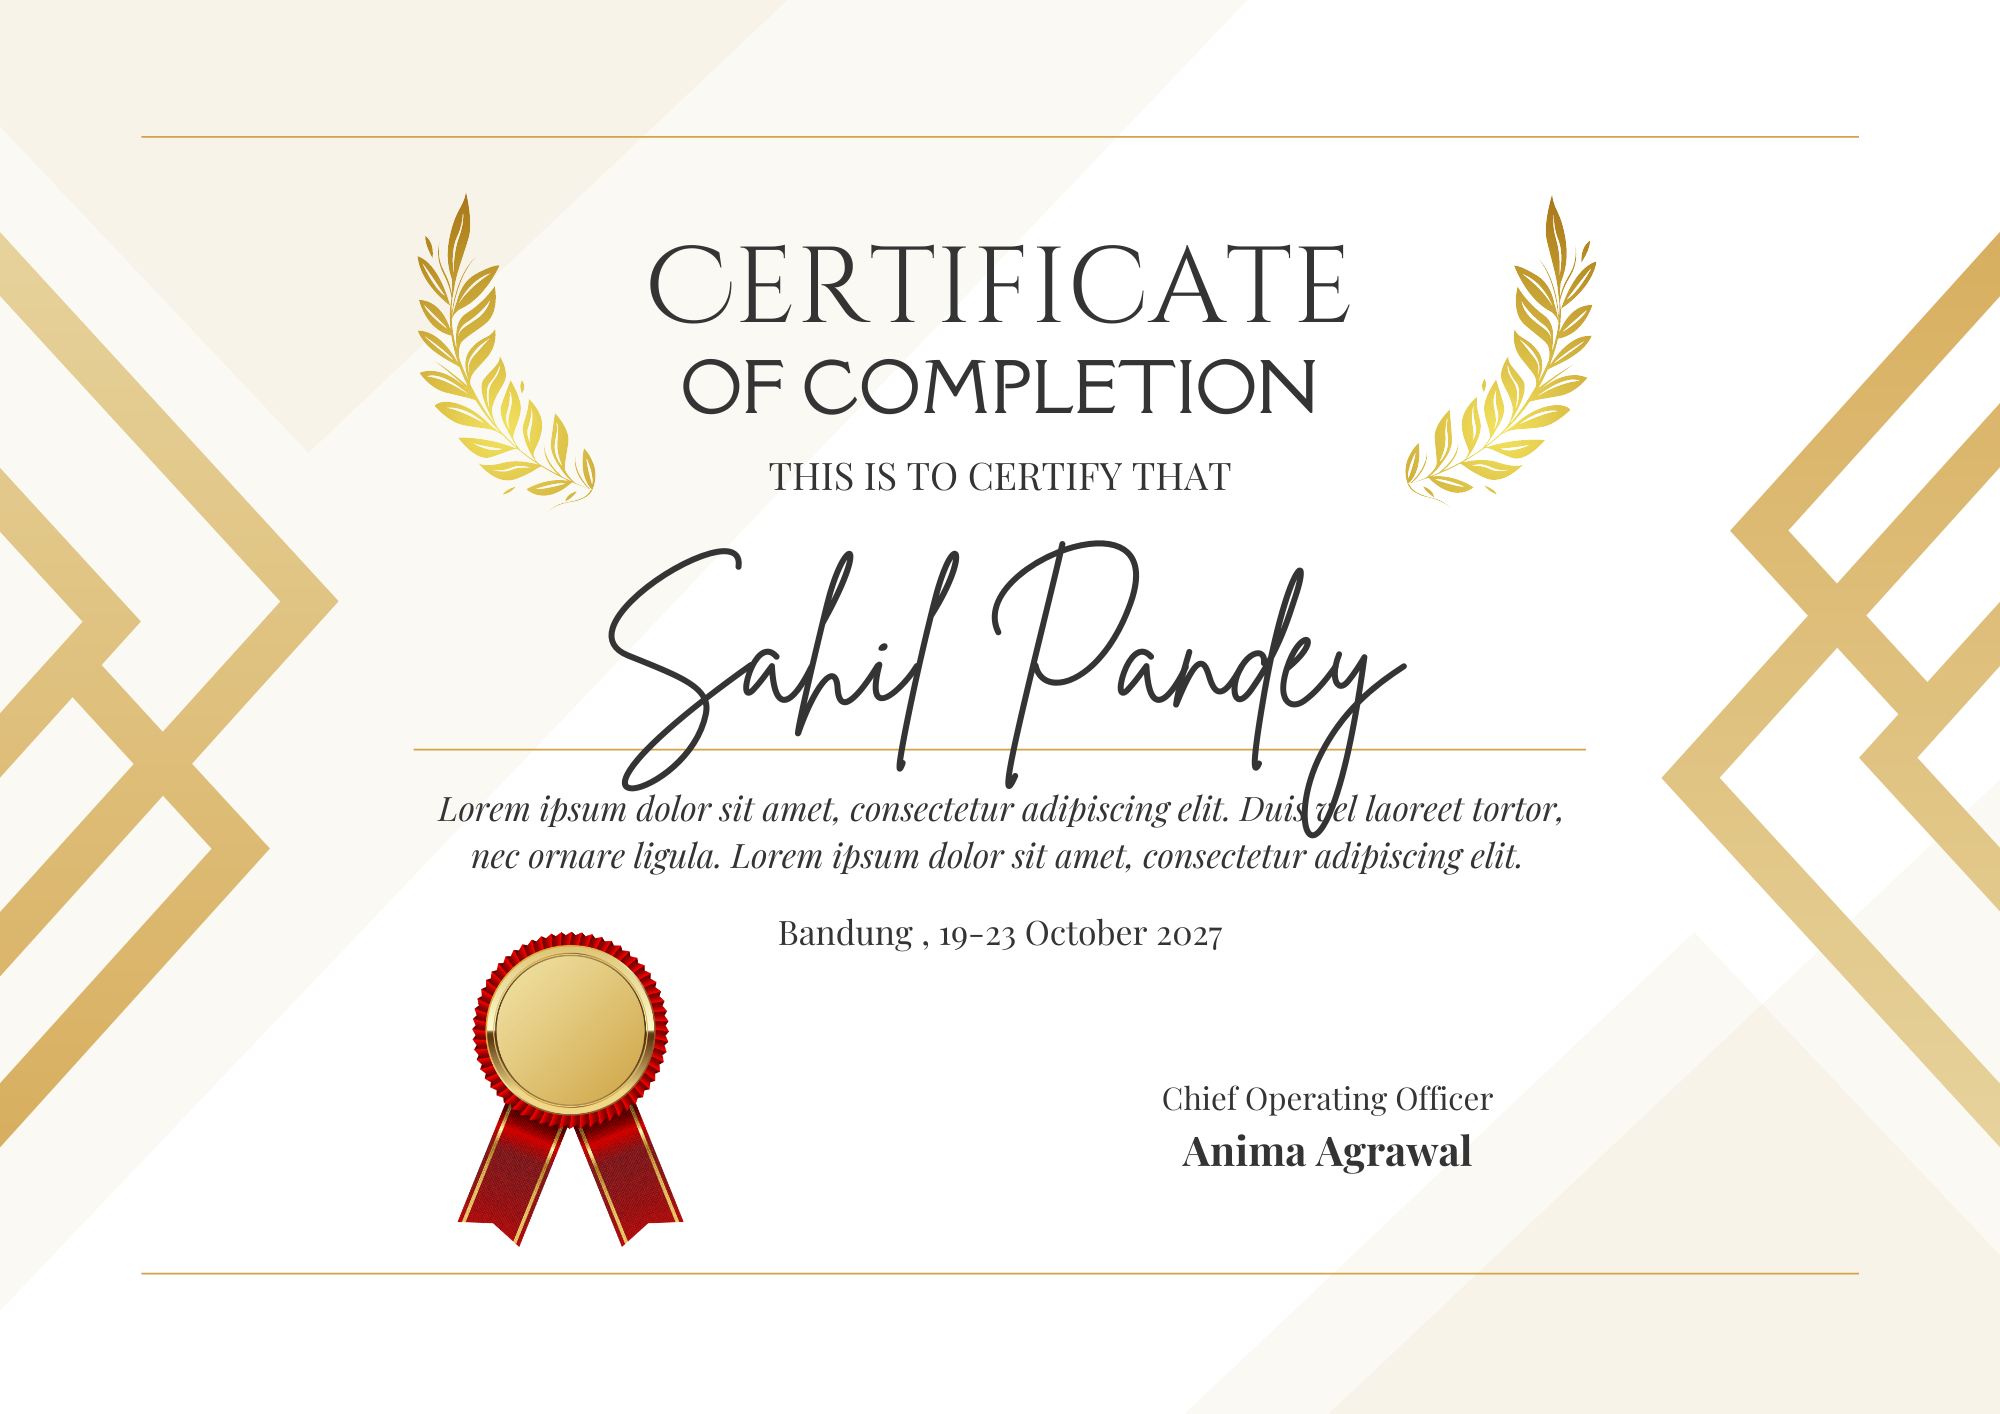 CERTIFICATE
OF COMPLETION
THIS IS TO CERTIFY THAT
Sahil Pandey
Lorem ipsum dolor sit amet, consectetur adipiscing elit. Duis vel laoreet tortor,
nec ornare ligula. Lorem ipsum dolor sit amet, consectetur adipiscing elit.
Bandung , 19-23 October 2027
Chief Operating Officer
Anima Agrawal